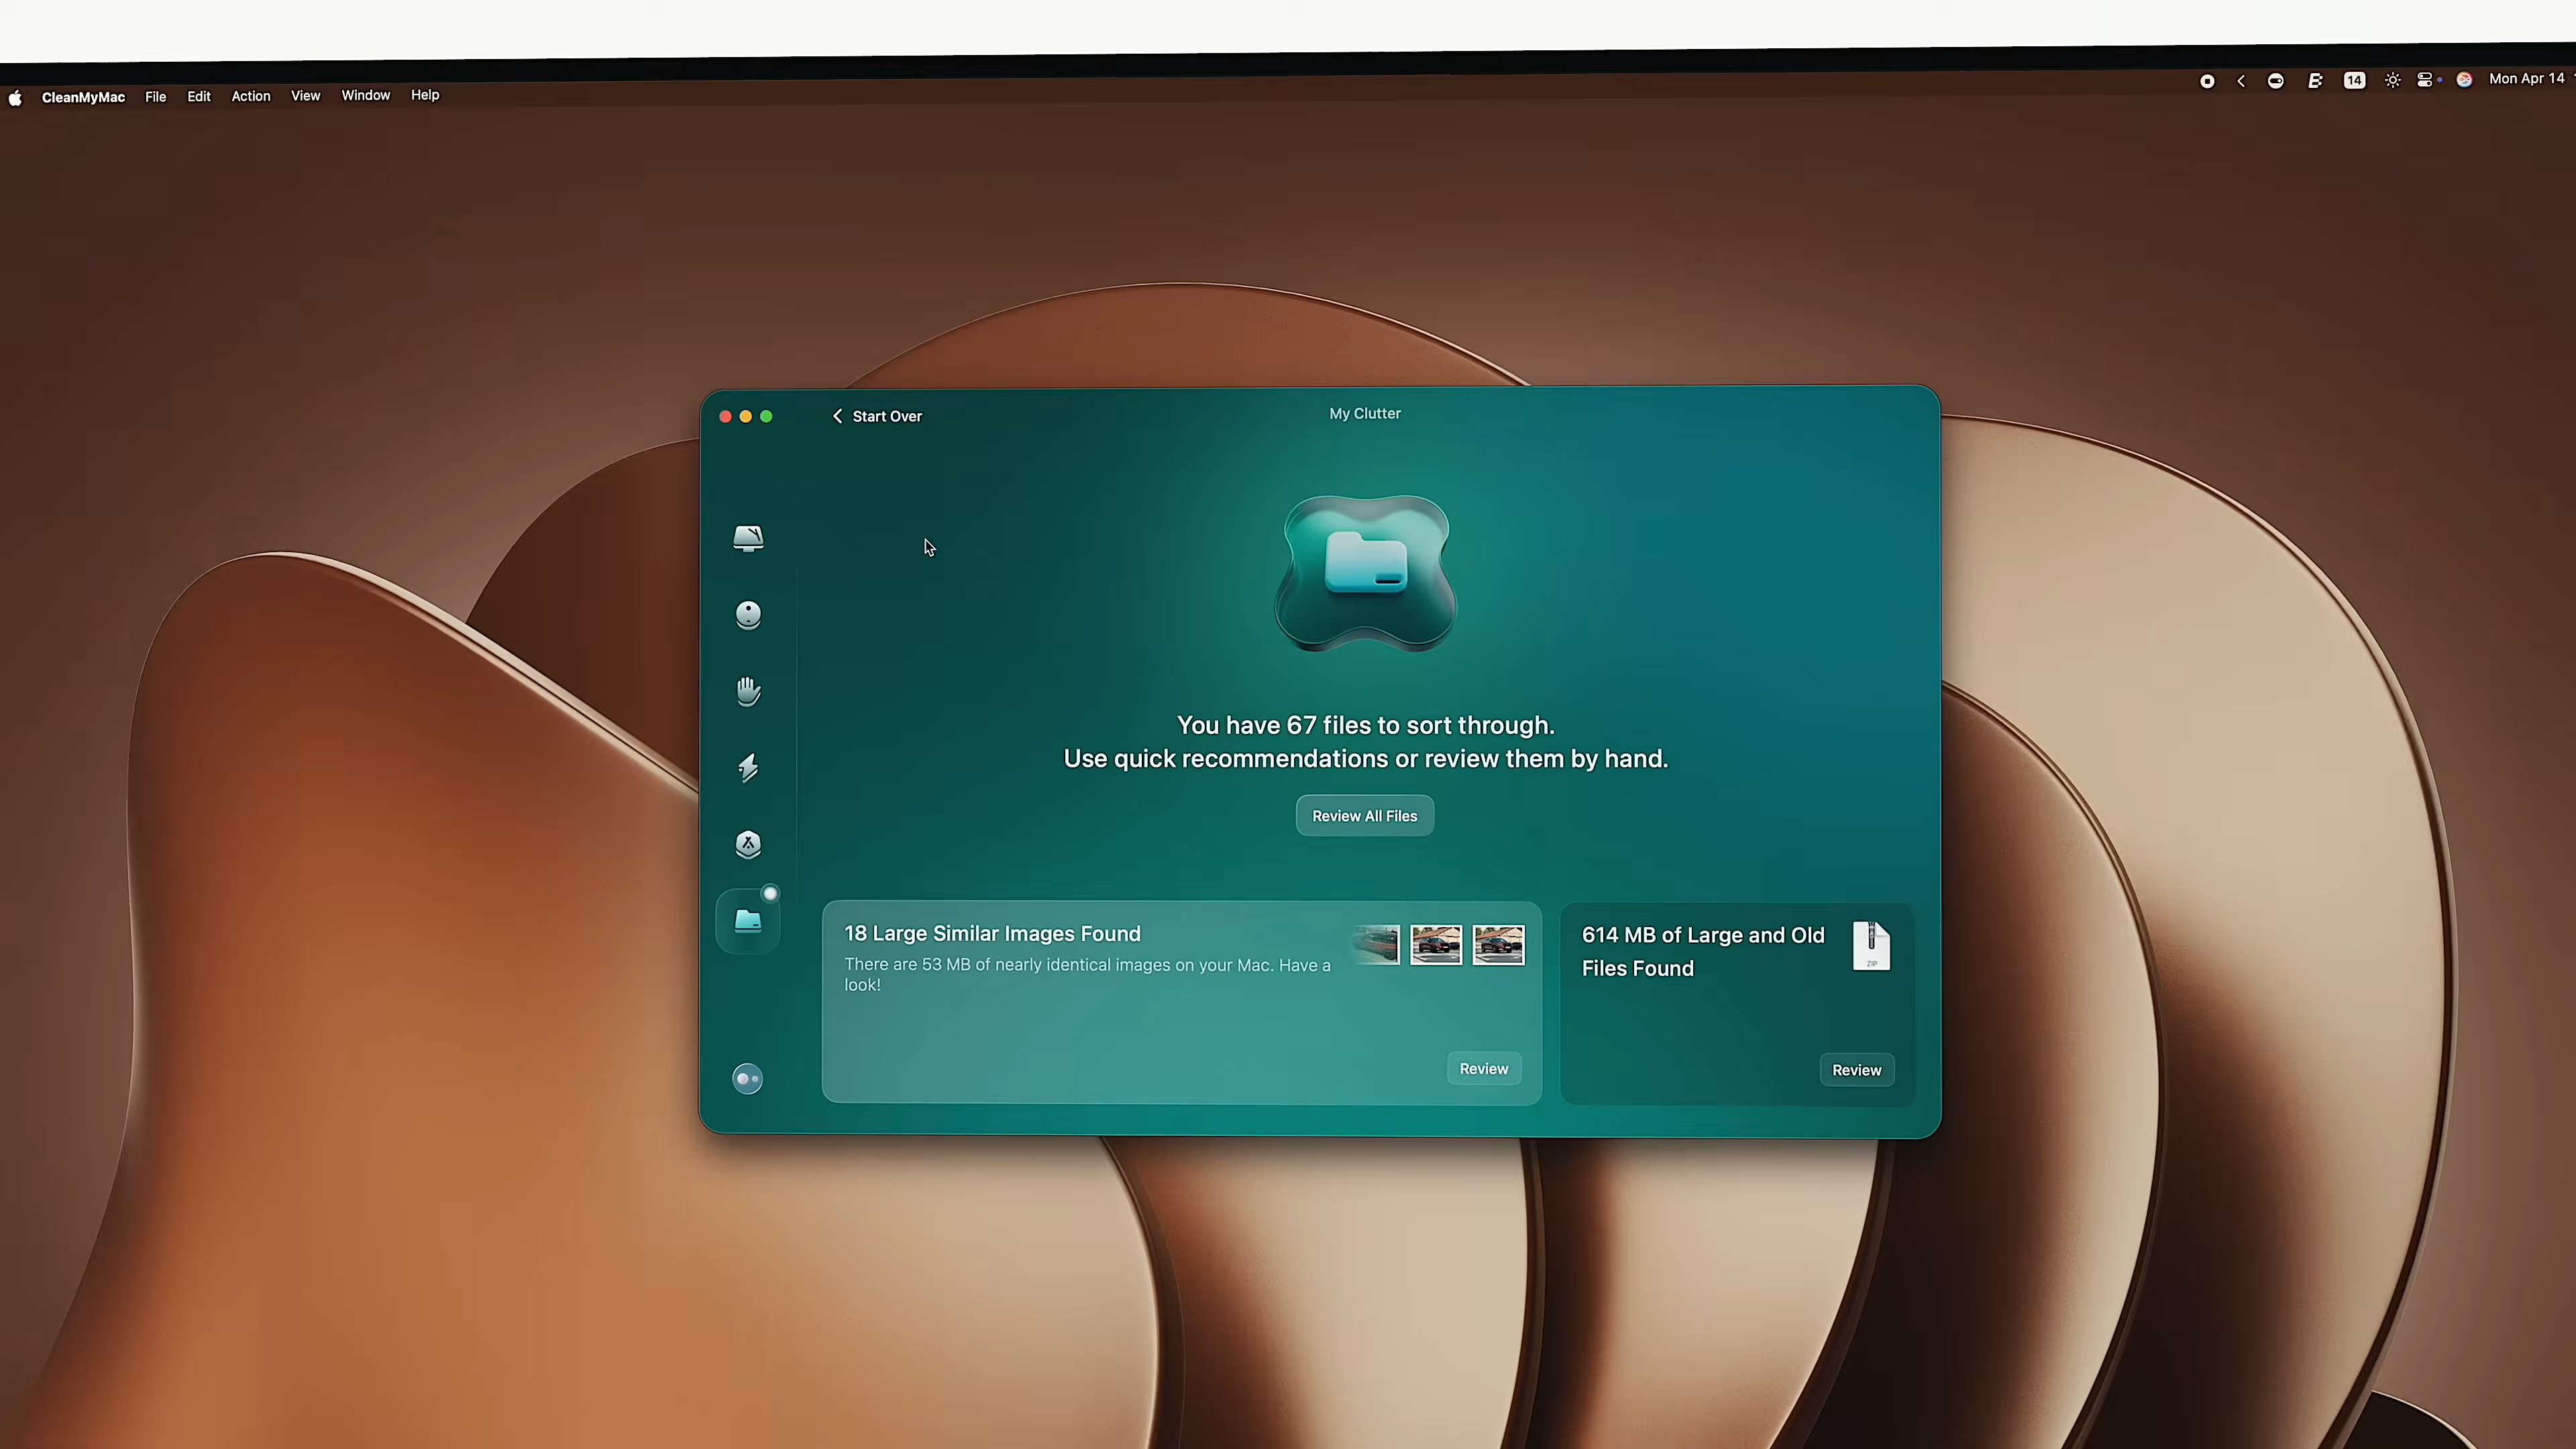 CleanMyMac File Edit Action View Window Help
14 Mon Apr 14
Start Over
My Clutter
You have 67 files to sort through.
Use quick recommendations or review them by hand.
Review All Files
18 Large Similar Images Found
There are 53 MB of nearly identical images on your Mac. Have a
look!
Review
614 MB of Large and Old
Files Found
ZIP
Review